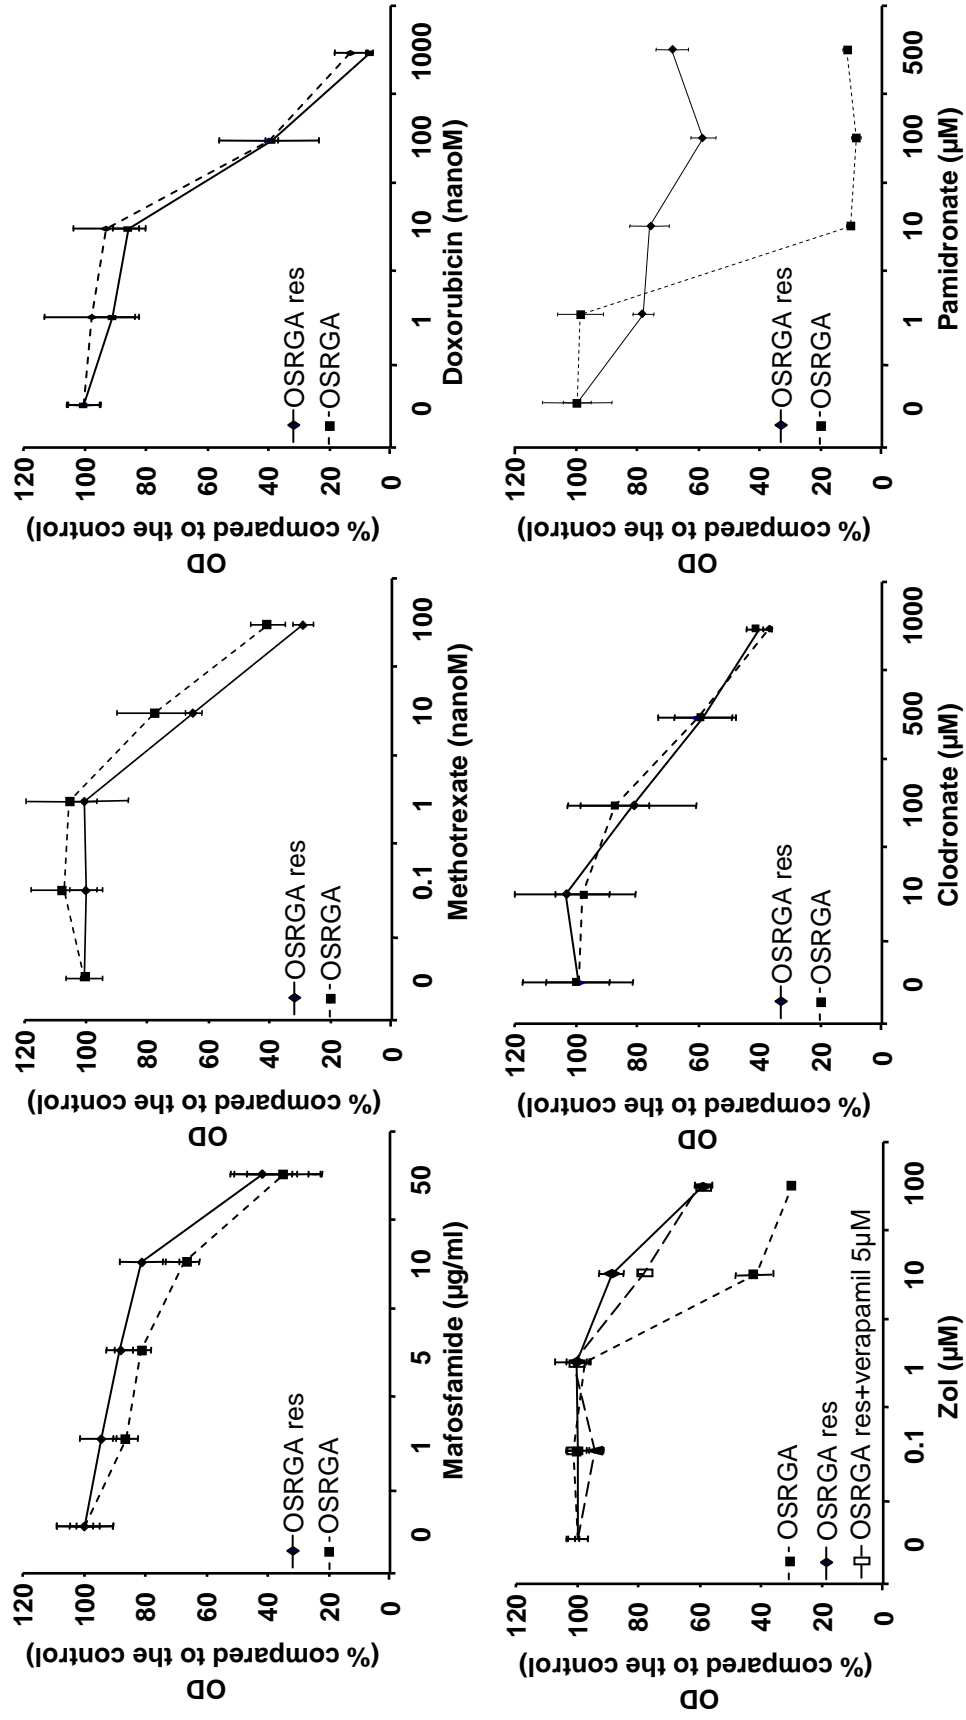 OD
(% compared to the control)
120
100
80
60
40
20
0
OSRGA res
OSRGA
0 1 5 10 50
Mafosfamide (µg/ml)
OD
(% compared to the control)
120
100
80
60
40
20
0
OSRGA res
OSRGA
0 0.1 1 10 100
Methotrexate (nanoM)
OD
(% compared to the control)
120
100
80
60
40
20
0
OSRGA res
OSRGA
0 1 10 100 1000
Doxorubicin (nanoM)
OD
(% compared to the control)
120
100
80
60
40
20
0
OSRGA
OSRGA res
OSRGA res+verapamil 5µM
0 0.1 1 10 100
Zol (µM)
OD
(% compared to the control)
120
100
80
60
40
20
0
OSRGA res
OSRGA
0 10 100 500 1000
Clodronate (µM)
OD
(% compared to the control)
120
100
80
60
40
20
0
OSRGA res
OSRGA
0 1 10 100 500
Pamidronate (µM)